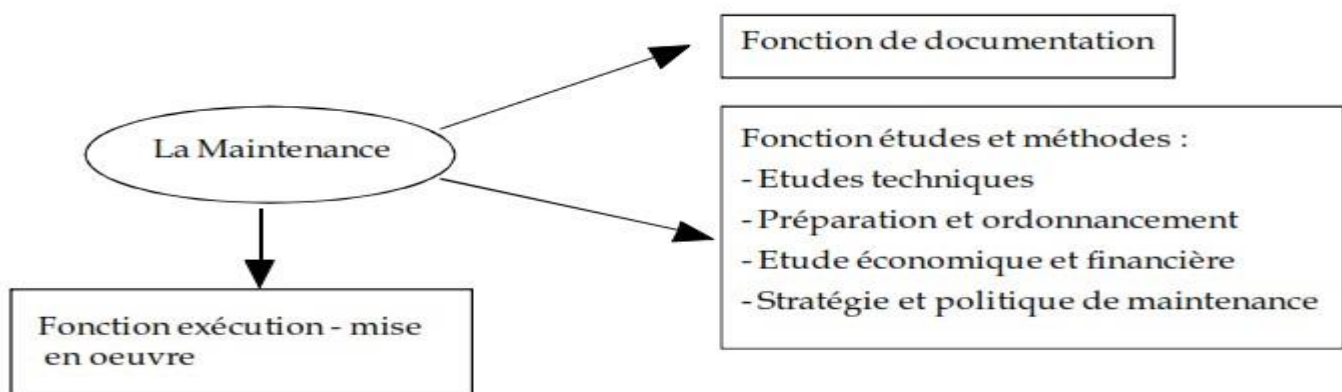 Fonction de documentation
La Maintenance
Fonction études et méthodes :
- Etudes techniques
- Préparation et ordonnancement
- Etude économique et financière
- Stratégie et politique de maintenance
Fonction exécution - mise
en oeuvre